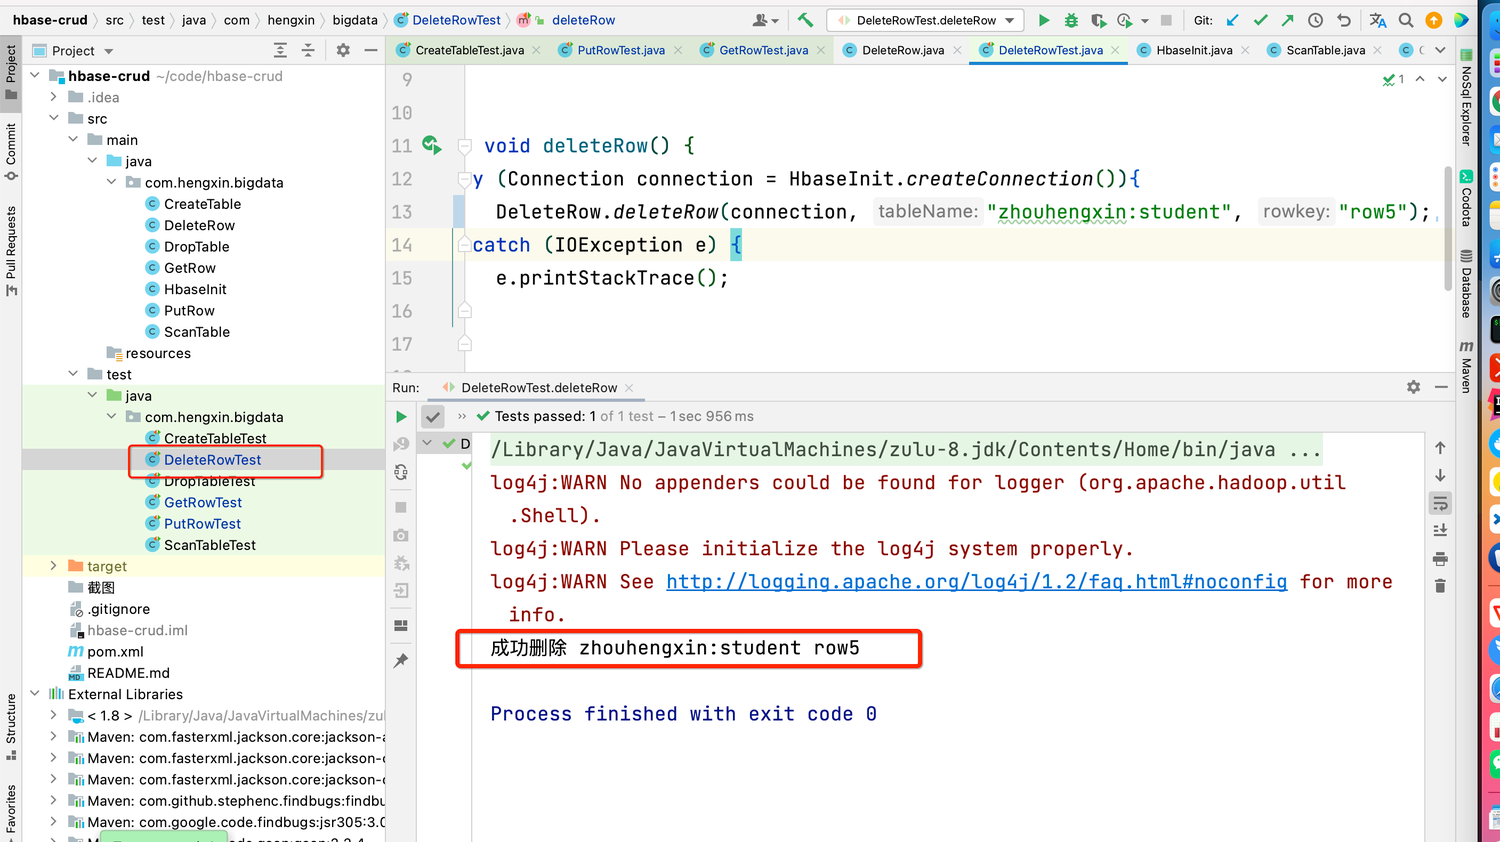 hbase-crud › src › test › java › com › hengxin › bigdata › DeleteRowTest › deleteRow
DeleteRowTest.deleteRow
Git:
Project
CreateTableTest.java
PutRowTest.java
GetRowTest.java
DeleteRow.java
DeleteRowTest.java
HbaseInit.java
ScanTable.java
Project
Commit
Pull Requests
Structure
Favorites
hbase-crud ~/code/hbase-crud
.idea
src
main
java
com.hengxin.bigdata
CreateTable
DeleteRow
DropTable
GetRow
HbaseInit
PutRow
ScanTable
resources
test
java
com.hengxin.bigdata
CreateTableTest
DeleteRowTest
DropTableTest
GetRowTest
PutRowTest
ScanTableTest
target
截图
.gitignore
hbase-crud.iml
pom.xml
README.md
External Libraries
< 1.8 > /Library/Java/JavaVirtualMachines/zul
Maven: com.fasterxml.jackson.core:jackson-a
Maven: com.fasterxml.jackson.core:jackson-c
Maven: com.fasterxml.jackson.core:jackson-c
Maven: com.github.stephenc.findbugs:findbu
Maven: com.google.code.findbugs:jsr305:3.0
9
10
11 void deleteRow() {
12 y (Connection connection = HbaseInit.createConnection()){
13 DeleteRow.deleteRow(connection, tableName: "zhouhengxin:student", rowkey: "row5");
14 catch (IOException e) {
15 e.printStackTrace();
16
17
1
NoSql Explorer
Codota
Database
Maven
Run: DeleteRowTest.deleteRow
» Tests passed: 1 of 1 test – 1 sec 956 ms
D
/Library/Java/JavaVirtualMachines/zulu-8.jdk/Contents/Home/bin/java ...
log4j:WARN No appenders could be found for logger (org.apache.hadoop.util
.Shell).
log4j:WARN Please initialize the log4j system properly.
log4j:WARN See http://logging.apache.org/log4j/1.2/faq.html#noconfig for more
info.
成功删除 zhouhengxin:student row5
Process finished with exit code 0